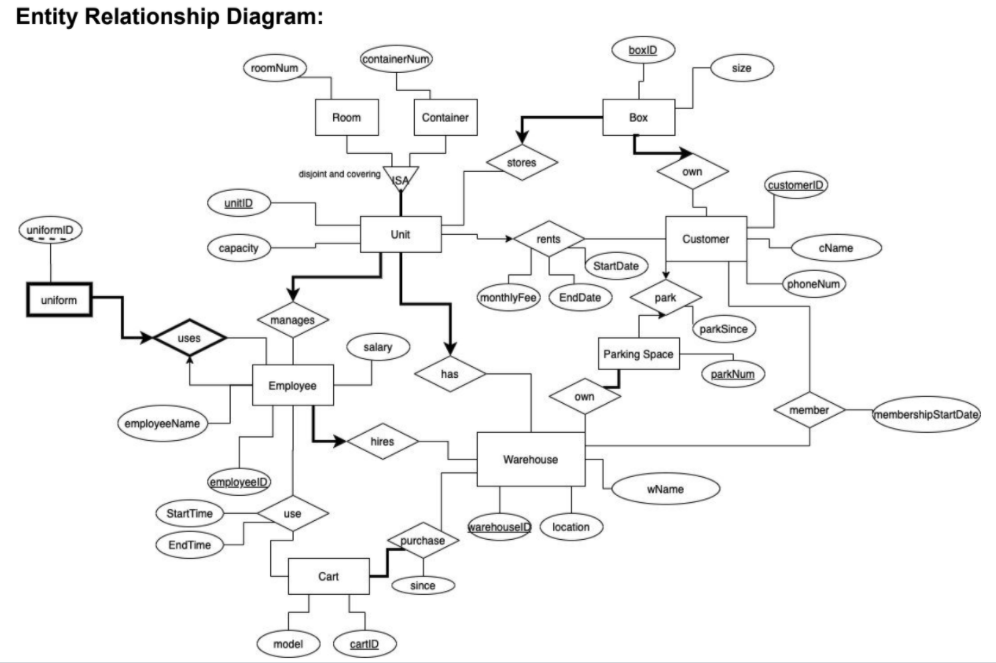 Entity Relationship Diagram:
boxID
containerNum
roomNum
size
Room
Container
Box
stores
disjoint and covering
ISA
own
customerID
unitID
uniformID
Unit
rents
Customer
capacity
cName
StartDate
phoneNum
uniform
monthlyFee
EndDate
park
manages
parkSince
uses
salary
Parking Space
has
parkNum
Employee
own
employeeName
member
membershipStartDate
hires
Warehouse
employeeID
wName
StartTime
use
warehouseID
location
EndTime
purchase
Cart
since
model
cartID